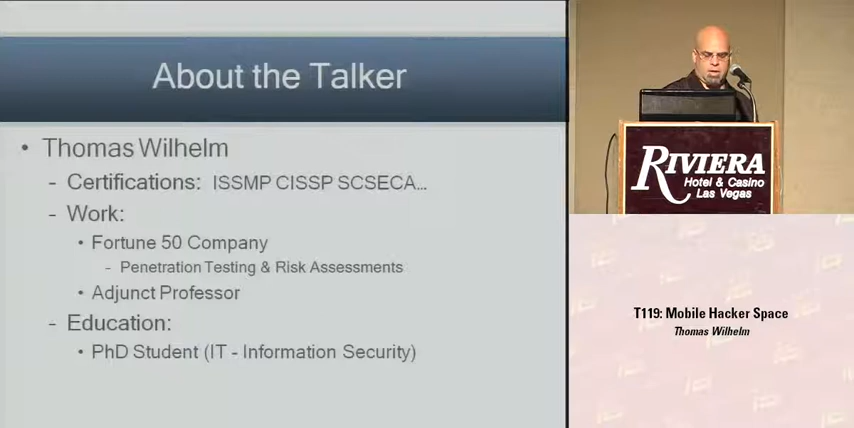 About the Talker
• Thomas Wilhelm
- Certifications: ISSMP CISSP SCSECA...
- Work:
• Fortune 50 Company
- Penetration Testing & Risk Assessments
• Adjunct Professor
- Education:
• PhD Student (IT - Information Security)
RIVIERA
Hotel & Casino
Las Vegas
T119: Mobile Hacker Space
Thomas Wilhelm